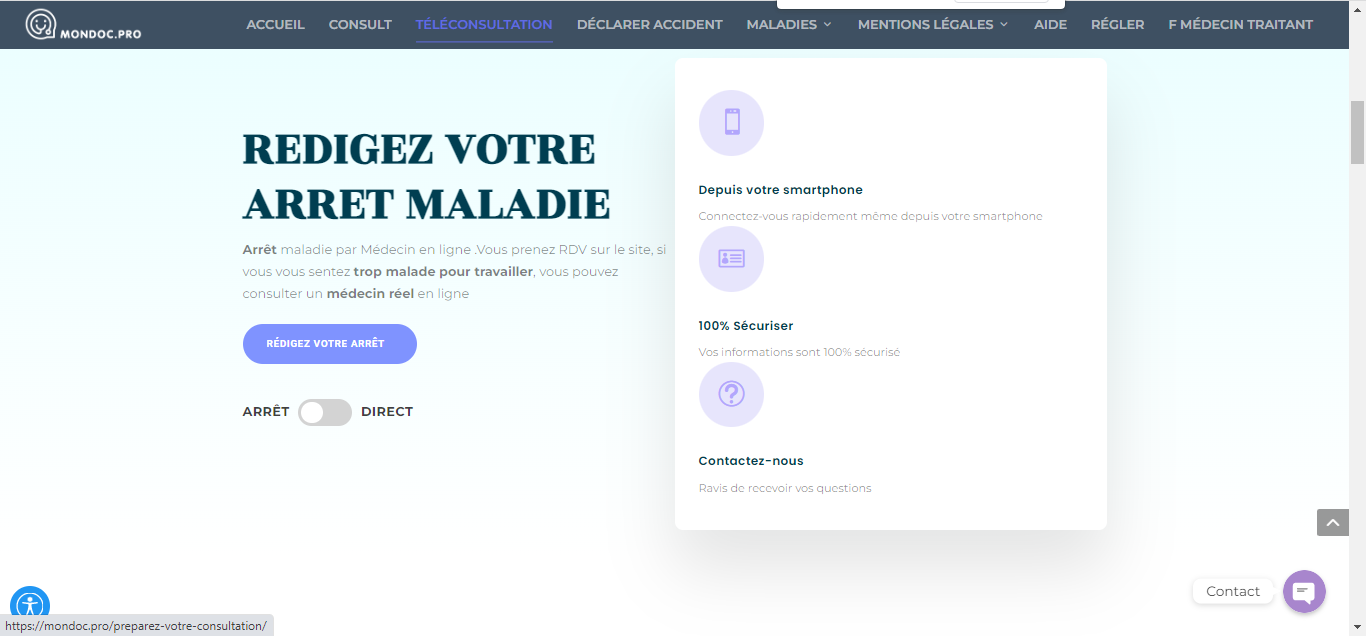 MONDOC.PRO
ACCUEIL CONSULT TÉLÉCONSULTATION DÉCLARER ACCIDENT MALADIES MENTIONS LÉGALES AIDE RÉGLER F MÉDECIN TRAITANT
REDIGEZ VOTRE
ARRET MALADIE
Arrêt maladie par Médecin en ligne .Vous prenez RDV sur le site, si
vous vous sentez trop malade pour travailler, vous pouvez
consulter un médecin réel en ligne
RÉDIGEZ VOTRE ARRÊT
ARRÊT DIRECT
Depuis votre smartphone
Connectez-vous rapidement même depuis votre smartphone
100% Sécuriser
Vos informations sont 100% sécurisé
Contactez-nous
Ravis de recevoir vos questions
Contact
https://mondoc.pro/preparez-votre-consultation/